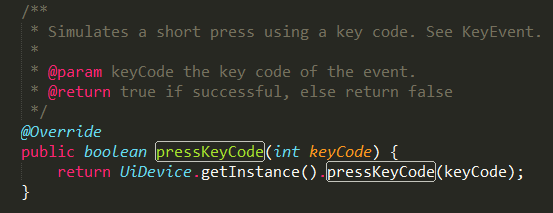 /**
 * Simulates a short press using a key code. See KeyEvent.
 *
 * @param keyCode the key code of the event.
 * @return true if successful, else return false
 */
@Override
public boolean pressKeyCode(int keyCode) {
    return UiDevice.getInstance().pressKeyCode(keyCode);
}